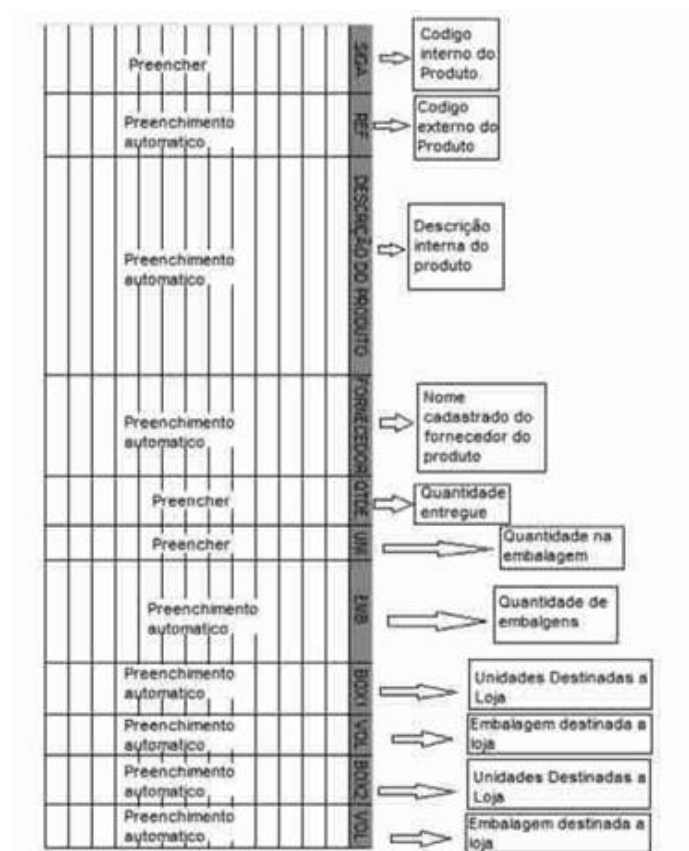 Preencher
SIGA
Codigo
interno do
Produto.
Preenchimento
automatico
REF
Codigo
externo do
Produto
Preenchimento
automatico
DESCRIÇÃO DO PRODUTO
Descrição
interna do
produto
Preenchimento
automatico
FORNECEDOR
Nome
cadastrado do
fornecedor do
produto
Preencher
QTDE
Quantidade
entregue
Preencher
UNI
Quantidade na
embalagem
Preenchimento
automatico
ENB
Quantidade de
embalgens
Preenchimento
automatico
BOX1
Unidades Destinadas a
Loja
Preenchimento
automatico
VOL
Embalagem destinada a
loja
Preenchimento
automatico
BOX2
Unidades Destinadas a
Loja
Preenchimento
automatico
VOL
Embalagem destinada a
loja